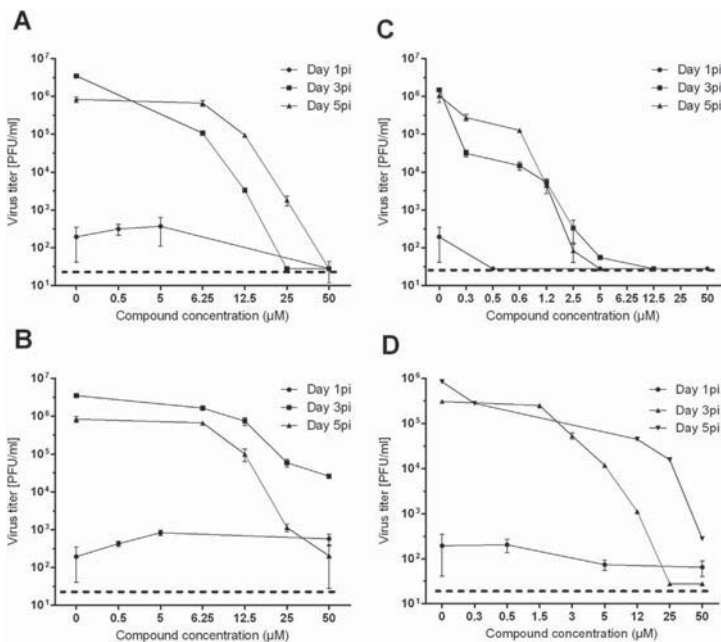 A
Day 1pi
Day 3pi
Day 5pi
Virus titer [PFU/ml]
10^7
10^6
10^5
10^4
10^3
10^2
10^1
0 0.5 5 6.25 12.5 25 50
Compound concentration (µM)
C
Day 1pi
Day 3pi
Day 5pi
Virus titer [PFU/ml]
10^7
10^6
10^5
10^4
10^3
10^2
10^1
0 0.3 0.5 0.6 1.2 2.5 5 6.25 12.5 25 50
Compound concentration (µM)
B
Day 1pi
Day 3pi
Day 5pi
Virus titer [PFU/ml]
10^7
10^6
10^5
10^4
10^3
10^2
10^1
0 0.5 5 6.25 12.5 25 50
Compound concentration (µM)
D
Day 1pi
Day 3pi
Day 5pi
Virus titer [PFU/ml]
10^6
10^5
10^4
10^3
10^2
10^1
0 0.3 0.5 1.5 3 5 12 25 50
Compound concentration (µM)